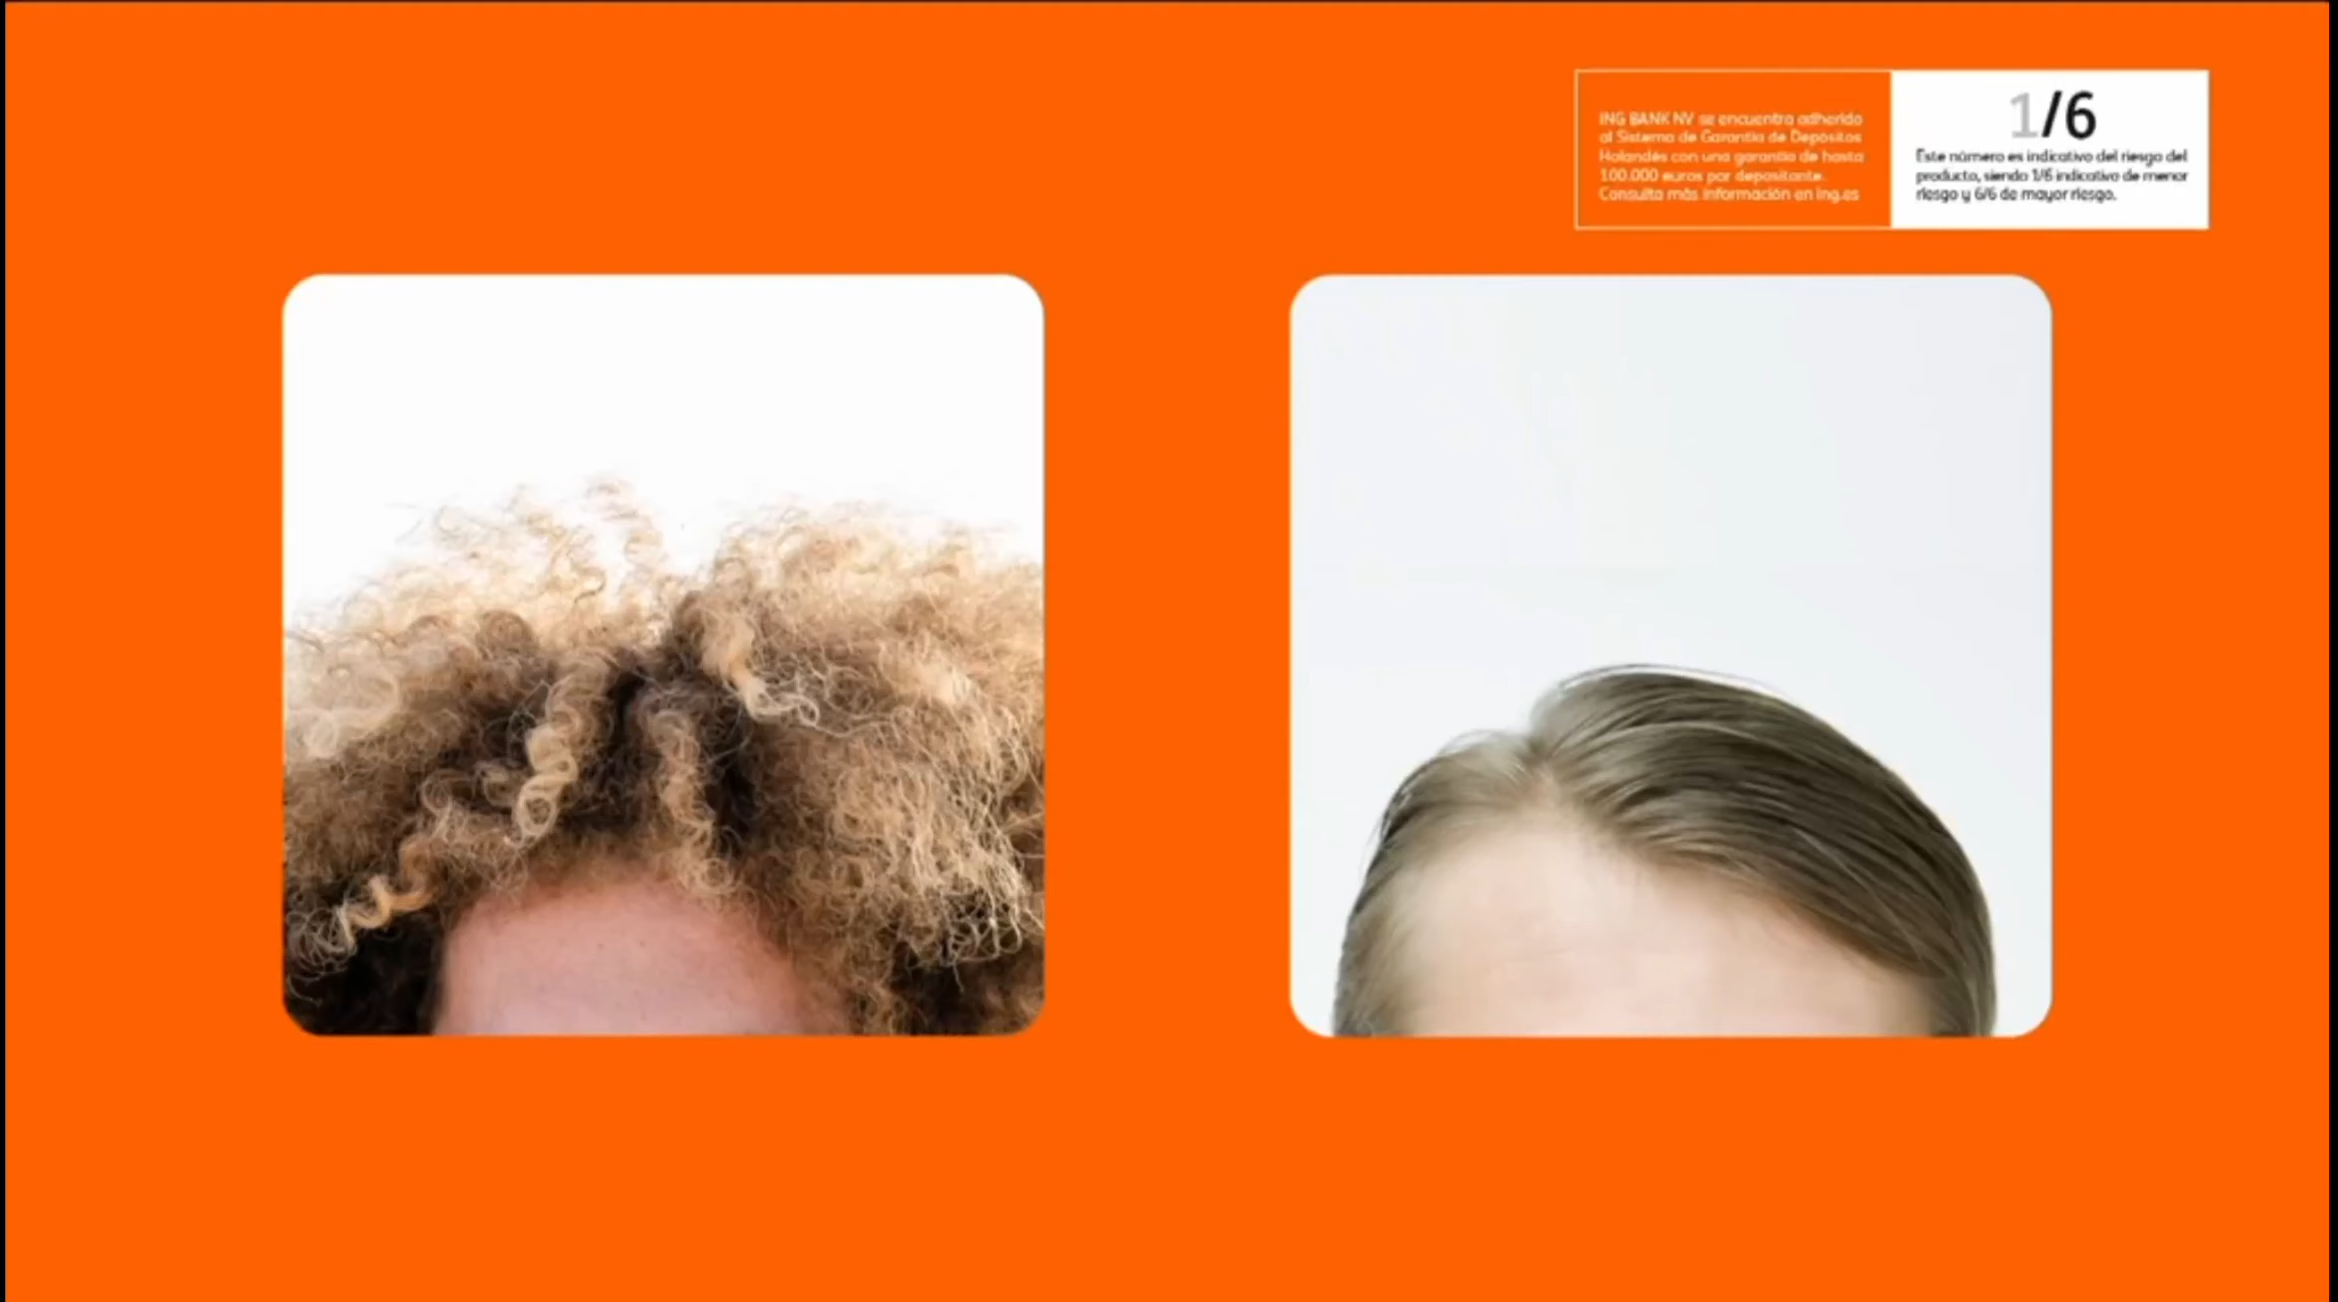 ING BANK NV se encuentra adherido
al Sistema de Garantía de Depósitos
Holandés con una garantía de hasta
100.000 euros por depositante.
Consulta más información en ing.es
1/6
Este número es indicativo del riesgo del
producto, siendo 1/6 indicativo de menor
riesgo y 6/6 de mayor riesgo.